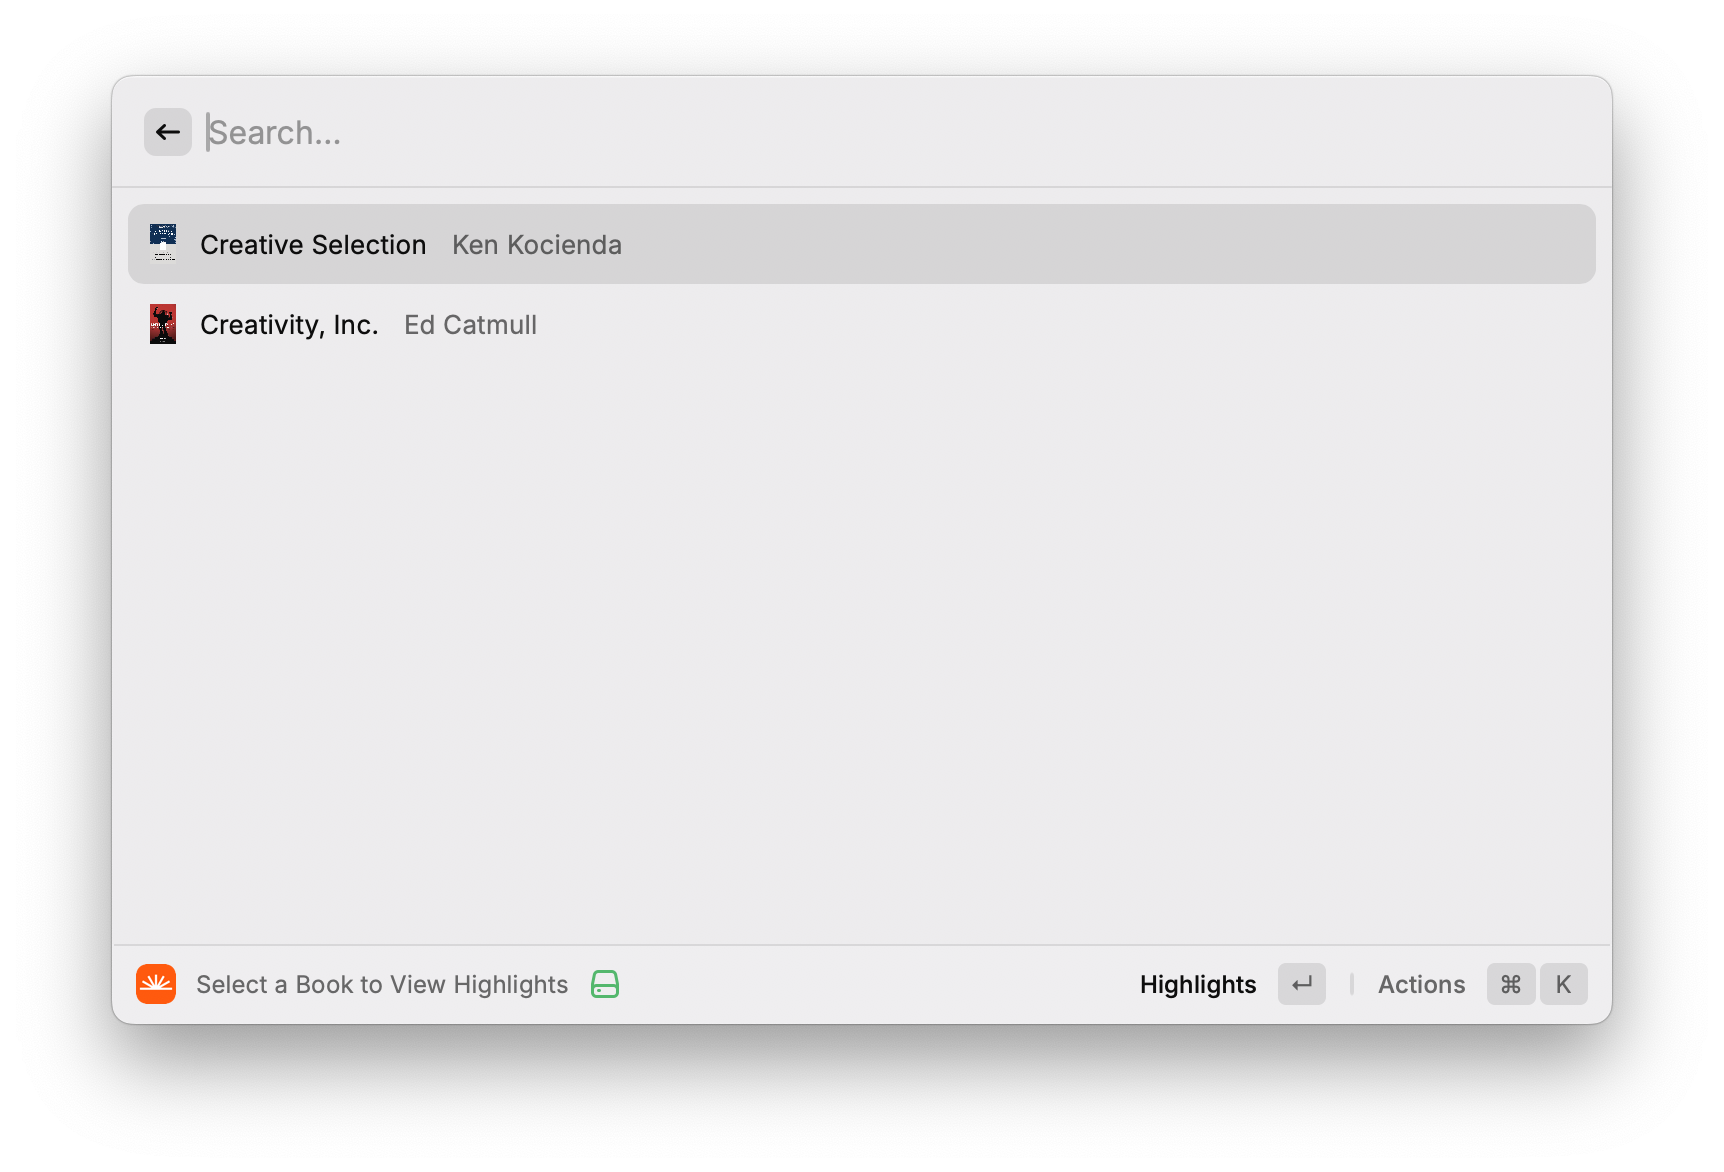 Search...
Creative Selection Ken Kocienda
Creativity, Inc. Ed Catmull
Select a Book to View Highlights Highlights ↵ Actions ⌘ K